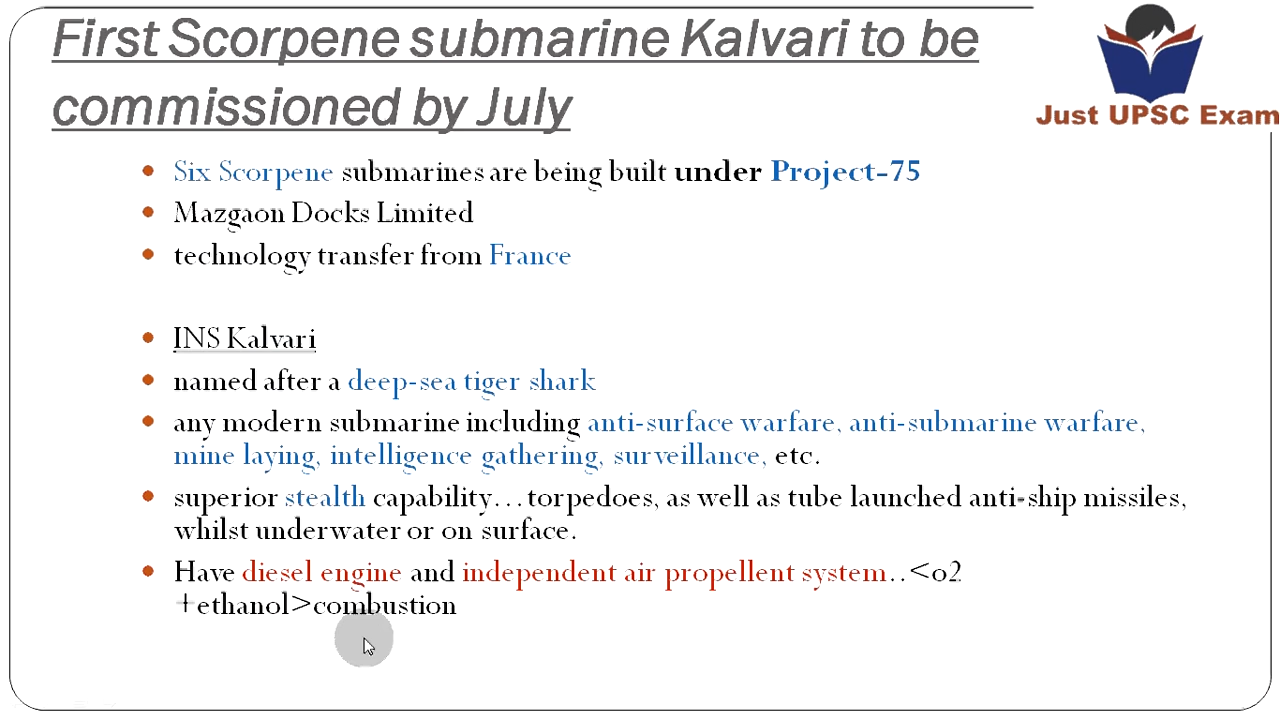 First Scorpene submarine Kalvari to be
commissioned by July
Just UPSC Exam
Six Scorpene submarines are being built under Project-75
Mazgaon Docks Limited
technology transfer from France
INS Kalvari
named after a deep-sea tiger shark
any modern submarine including anti-surface warfare, anti-submarine warfare,
mine laying, intelligence gathering, surveillance, etc.
superior stealth capability…torpedoes, as well as tube launched anti-ship missiles,
whilst underwater or on surface.
Have diesel engine and independent air propellent system..<o2
+ethanol>combustion